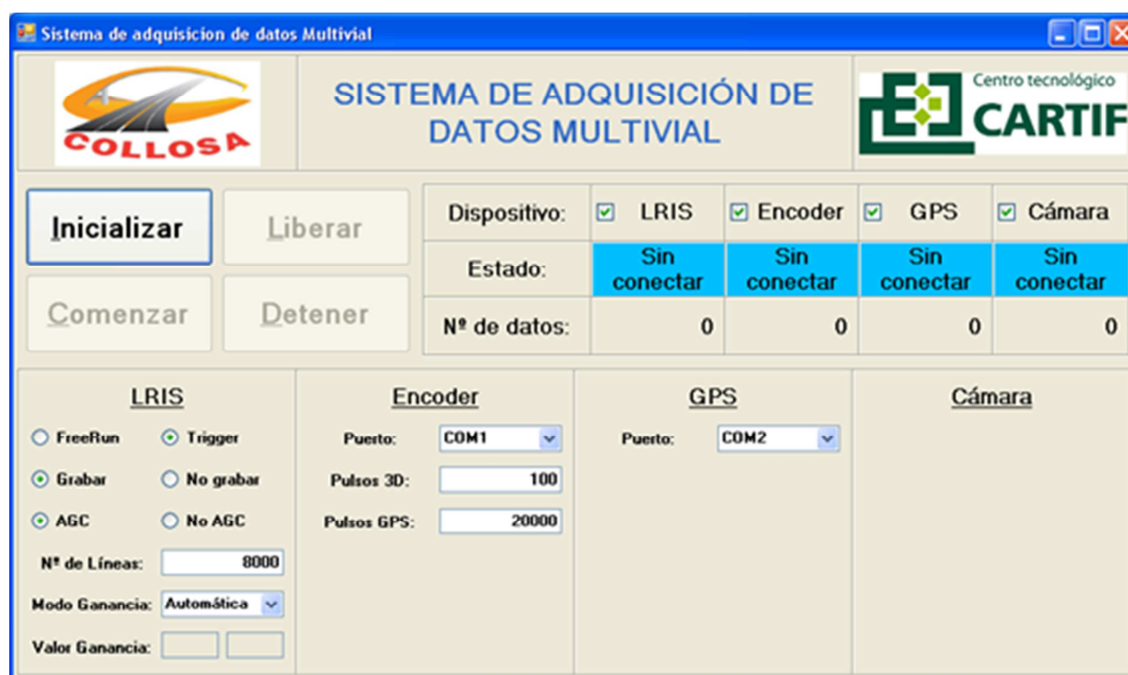 Sistema de adquisicion de datos Multivial
COLLOSA
SISTEMA DE ADQUISICIÓN DE
DATOS MULTIVIAL
Centro tecnológico
CARTIF
Inicializar
Liberar
Comenzar
Detener
Dispositivo: LRIS Encoder GPS Cámara
Estado: Sin conectar Sin conectar Sin conectar Sin conectar
Nº de datos: 0 0 0 0
LRIS
FreeRun Trigger
Grabar No grabar
AGC No AGC
Nº de Líneas: 8000
Modo Ganancia: Automática
Valor Ganancia:
Encoder
Puerto: COM1
Pulsos 3D: 100
Pulsos GPS: 20000
GPS
Puerto: COM2
Cámara